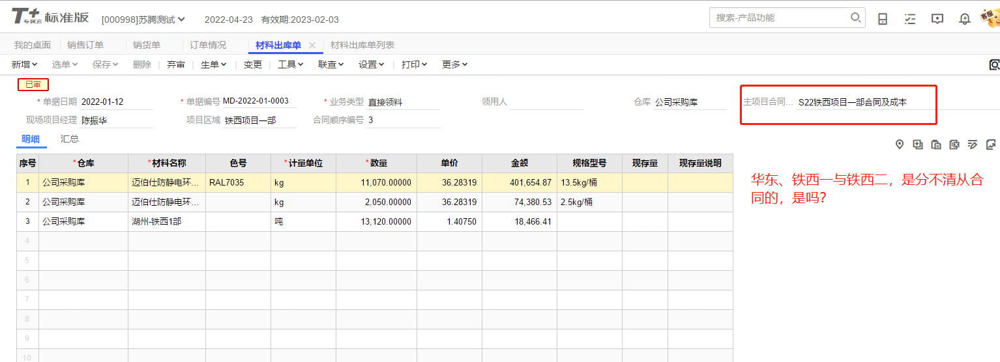 T+ 专属云 标准版 [000998]苏腾测试 2022-04-23 有效期:2023-02-03 搜索-产品功能 客服
我的桌面 销售订单 销货单 订单情况 材料出库单 材料出库单列表
新增 选单 保存 删除 弃审 生单 变更 工具 联查 设置 打印 更多
已审
* 单据日期 2022-01-12 * 单据编号 MD-2022-01-0003 * 业务类型 直接领料 领用人 仓库 公司采购库 主项目合同... S22铁西项目一部合同及成本
现场项目经理 陈振华 项目区域 铁西项目一部 合同顺序编号 3
明细 汇总
序号 *仓库 *材料名称 色号 *计量单位 *数量 单价 金额 规格型号 现存量 现存量说明
1 公司采购库 迈伯仕防静电环... RAL7035 kg 11,070.00000 36.28319 401,654.87 13.5kg/桶
2 公司采购库 迈伯仕防静电环... kg 2,050.00000 36.28319 74,380.53 2.5kg/桶
3 公司采购库 湖州-铁西1部 吨 13,120.00000 1.40750 18,466.41
4
5
6
7
8
9
10
华东、铁西一与铁西二，是分不清从合
同的，是吗?